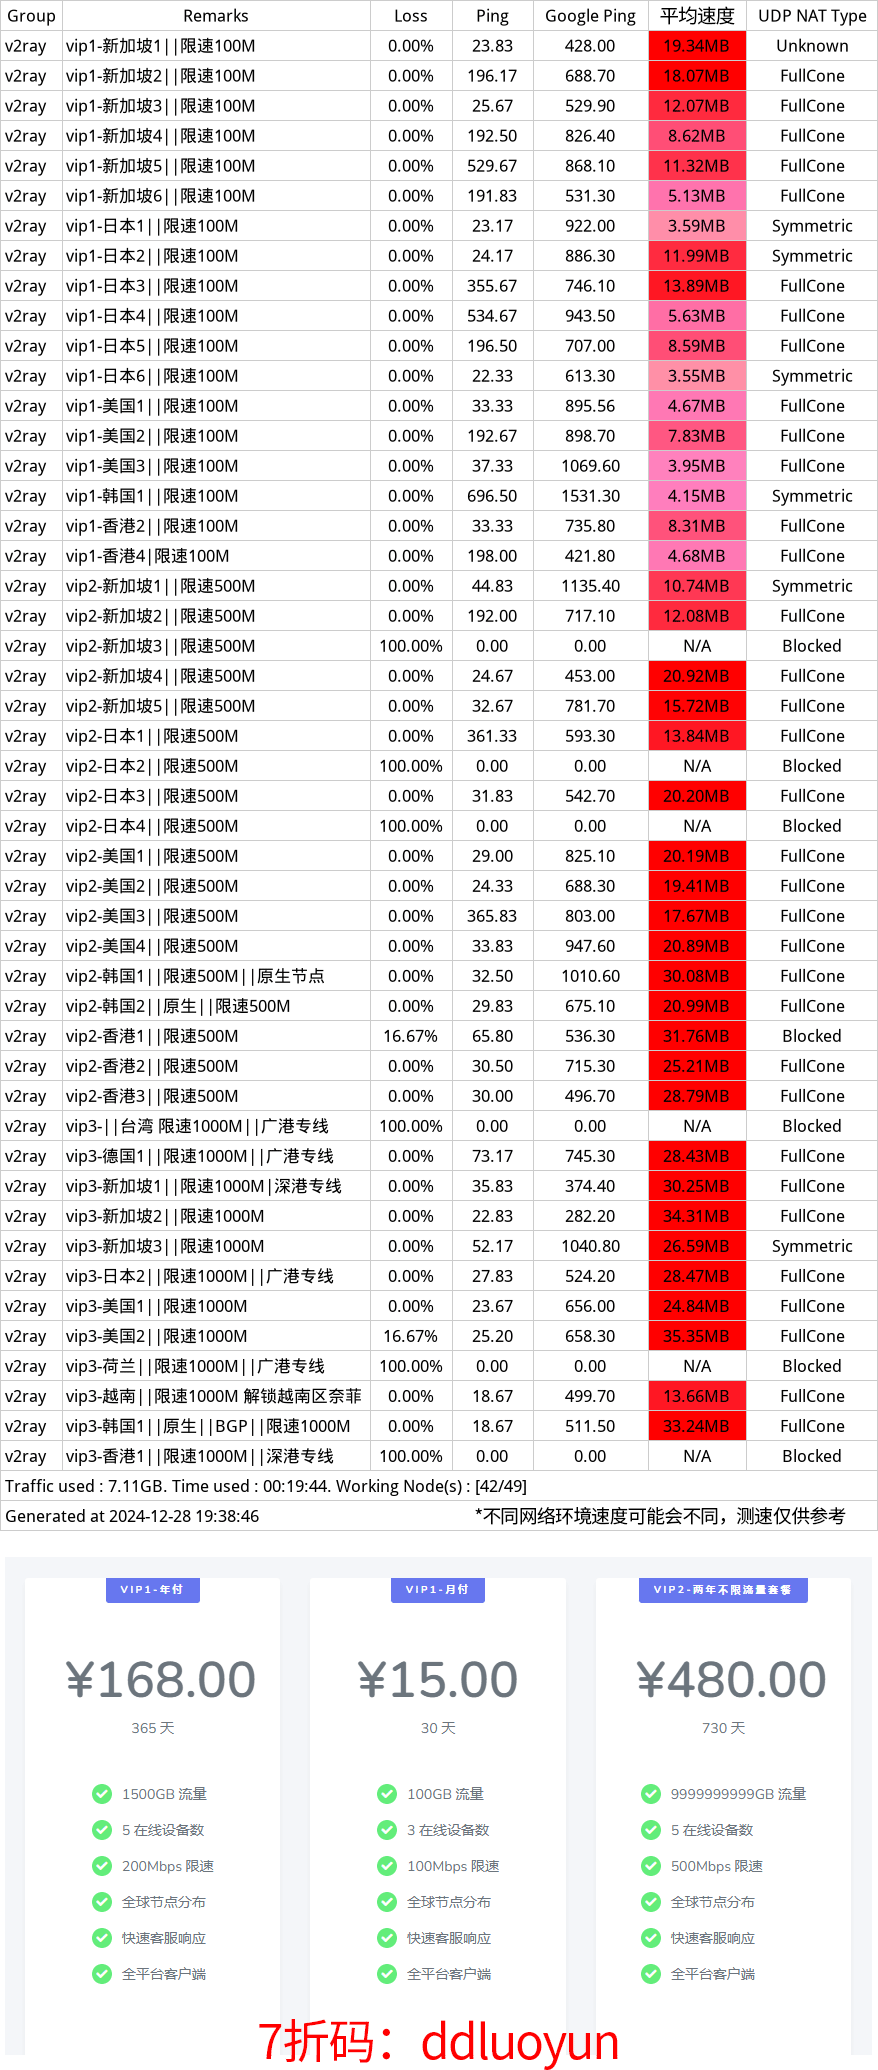 Group Remarks Loss Ping Google Ping 平均速度 UDP NAT Type
v2ray vip1-新加坡1||限速100M 0.00% 23.83 428.00 19.34MB Unknown
v2ray vip1-新加坡2||限速100M 0.00% 196.17 688.70 18.07MB FullCone
v2ray vip1-新加坡3||限速100M 0.00% 25.67 529.90 12.07MB FullCone
v2ray vip1-新加坡4||限速100M 0.00% 192.50 826.40 8.62MB FullCone
v2ray vip1-新加坡5||限速100M 0.00% 529.67 868.10 11.32MB FullCone
v2ray vip1-新加坡6||限速100M 0.00% 191.83 531.30 5.13MB FullCone
v2ray vip1-日本1||限速100M 0.00% 23.17 922.00 3.59MB Symmetric
v2ray vip1-日本2||限速100M 0.00% 24.17 886.30 11.99MB Symmetric
v2ray vip1-日本3||限速100M 0.00% 355.67 746.10 13.89MB FullCone
v2ray vip1-日本4||限速100M 0.00% 534.67 943.50 5.63MB FullCone
v2ray vip1-日本5||限速100M 0.00% 196.50 707.00 8.59MB FullCone
v2ray vip1-日本6||限速100M 0.00% 22.33 613.30 3.55MB Symmetric
v2ray vip1-美国1||限速100M 0.00% 33.33 895.56 4.67MB FullCone
v2ray vip1-美国2||限速100M 0.00% 192.67 898.70 7.83MB FullCone
v2ray vip1-美国3||限速100M 0.00% 37.33 1069.60 3.95MB FullCone
v2ray vip1-韩国1||限速100M 0.00% 696.50 1531.30 4.15MB Symmetric
v2ray vip1-香港2||限速100M 0.00% 33.33 735.80 8.31MB FullCone
v2ray vip1-香港4|限速100M 0.00% 198.00 421.80 4.68MB FullCone
v2ray vip2-新加坡1||限速500M 0.00% 44.83 1135.40 10.74MB Symmetric
v2ray vip2-新加坡2||限速500M 0.00% 192.00 717.10 12.08MB FullCone
v2ray vip2-新加坡3||限速500M 100.00% 0.00 0.00 N/A Blocked
v2ray vip2-新加坡4||限速500M 0.00% 24.67 453.00 20.92MB FullCone
v2ray vip2-新加坡5||限速500M 0.00% 32.67 781.70 15.72MB FullCone
v2ray vip2-日本1||限速500M 0.00% 361.33 593.30 13.84MB FullCone
v2ray vip2-日本2||限速500M 100.00% 0.00 0.00 N/A Blocked
v2ray vip2-日本3||限速500M 0.00% 31.83 542.70 20.20MB FullCone
v2ray vip2-日本4||限速500M 100.00% 0.00 0.00 N/A Blocked
v2ray vip2-美国1||限速500M 0.00% 29.00 825.10 20.19MB FullCone
v2ray vip2-美国2||限速500M 0.00% 24.33 688.30 19.41MB FullCone
v2ray vip2-美国3||限速500M 0.00% 365.83 803.00 17.67MB FullCone
v2ray vip2-美国4||限速500M 0.00% 33.83 947.60 20.89MB FullCone
v2ray vip2-韩国1||限速500M||原生节点 0.00% 32.50 1010.60 30.08MB FullCone
v2ray vip2-韩国2||原生||限速500M 0.00% 29.83 675.10 20.99MB FullCone
v2ray vip2-香港1||限速500M 16.67% 65.80 536.30 31.76MB Blocked
v2ray vip2-香港2||限速500M 0.00% 30.50 715.30 25.21MB FullCone
v2ray vip2-香港3||限速500M 0.00% 30.00 496.70 28.79MB FullCone
v2ray vip3-||台湾 限速1000M||广港专线 100.00% 0.00 0.00 N/A Blocked
v2ray vip3-德国1||限速1000M||广港专线 0.00% 73.17 745.30 28.43MB FullCone
v2ray vip3-新加坡1||限速1000M|深港专线 0.00% 35.83 374.40 30.25MB FullCone
v2ray vip3-新加坡2||限速1000M 0.00% 22.83 282.20 34.31MB FullCone
v2ray vip3-新加坡3||限速1000M 0.00% 52.17 1040.80 26.59MB Symmetric
v2ray vip3-日本2||限速1000M||广港专线 0.00% 27.83 524.20 28.47MB FullCone
v2ray vip3-美国1||限速1000M 0.00% 23.67 656.00 24.84MB FullCone
v2ray vip3-美国2||限速1000M 16.67% 25.20 658.30 35.35MB FullCone
v2ray vip3-荷兰||限速1000M||广港专线 100.00% 0.00 0.00 N/A Blocked
v2ray vip3-越南||限速1000M 解锁越南区奈菲 0.00% 18.67 499.70 13.66MB FullCone
v2ray vip3-韩国1||原生||BGP||限速1000M 0.00% 18.67 511.50 33.24MB FullCone
v2ray vip3-香港1||限速1000M||深港专线 100.00% 0.00 0.00 N/A Blocked
Traffic used : 7.11GB. Time used : 00:19:44. Working Node(s) : [42/49]
Generated at 2024-12-28 19:38:46 *不同网络环境速度可能会不同，测速仅供参考
VIP1-年付
¥168.00
365 天
1500GB 流量
5 在线设备数
200Mbps 限速
全球节点分布
快速客服响应
全平台客户端
VIP1-月付
¥15.00
30 天
100GB 流量
3 在线设备数
100Mbps 限速
全球节点分布
快速客服响应
全平台客户端
VIP2-两年不限流量套餐
¥480.00
730 天
9999999999GB 流量
5 在线设备数
500Mbps 限速
全球节点分布
快速客服响应
全平台客户端
7折码：ddluoyun